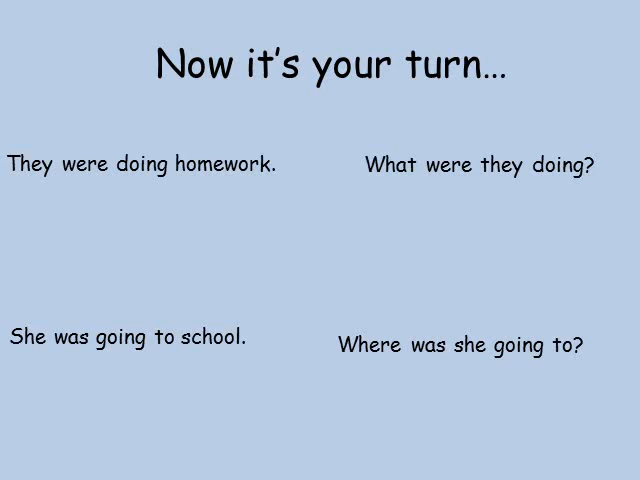 Now it's your turn...
They were doing homework.
What were they doing?
She was going to school.
Where was she going to?